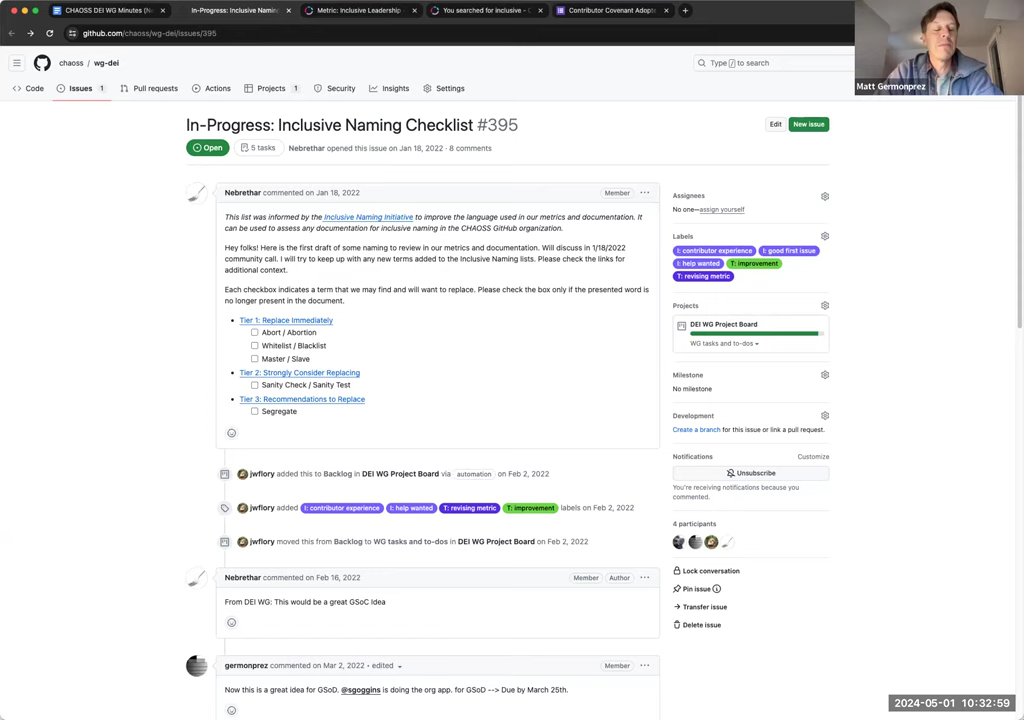 CHAOSS DEI WG Minutes (N
In-Progress: Inclusive Namin
Metric: Inclusive Leadership
You searched for inclusive - C
Contributor Covenant Adopt
github.com/chaoss/wg-dei/issues/395
chaoss / wg-dei
Type / to search
Code
Issues 1
Pull requests
Actions
Projects 1
Security
Insights
Settings
Matt Germonprez
In-Progress: Inclusive Naming Checklist #395
Edit
New issue
Open
5 tasks
Nebrethar opened this issue on Jan 18, 2022 · 8 comments
Nebrethar commented on Jan 18, 2022
Member
This list was informed by the Inclusive Naming Initiative to improve the language used in our metrics and documentation. It
can be used to assess any documentation for inclusive naming in the CHAOSS GitHub organization.
Hey folks! Here is the first draft of some naming to review in our metrics and documentation. Will discuss in 1/18/2022
community call. I will try to keep up with any new terms added to the Inclusive Naming lists. Please check the links for
additional context.
Each checkbox indicates a term that we may find and will want to replace. Please check the box only if the presented word is
no longer present in the document.
Tier 1: Replace Immediately
Abort / Abortion
Whitelist / Blacklist
Master / Slave
Tier 2: Strongly Consider Replacing
Sanity Check / Sanity Test
Tier 3: Recommendations to Replace
Segregate
jwflory added this to Backlog in DEI WG Project Board via automation on Feb 2, 2022
jwflory added I: contributor experience I: help wanted T: revising metric T: improvement labels on Feb 2, 2022
jwflory moved this from Backlog to WG tasks and to-dos in DEI WG Project Board on Feb 2, 2022
Nebrethar commented on Feb 16, 2022
Member
Author
From DEI WG: This would be a great GSoC Idea
germonprez commented on Mar 2, 2022 · edited
Member
Now this is a great idea for GSoD. @sgoggins is doing the org app. for GSoD --> Due by March 25th.
Assignees
No one—assign yourself
Labels
I: contributor experience
I: good first issue
I: help wanted
T: improvement
T: revising metric
Projects
DEI WG Project Board
WG tasks and to-dos
Milestone
No milestone
Development
Create a branch for this issue or link a pull request.
Notifications
Customize
Unsubscribe
You're receiving notifications because you
commented.
4 participants
Lock conversation
Pin issue
Transfer issue
Delete issue
2024-05-01 10:32:59